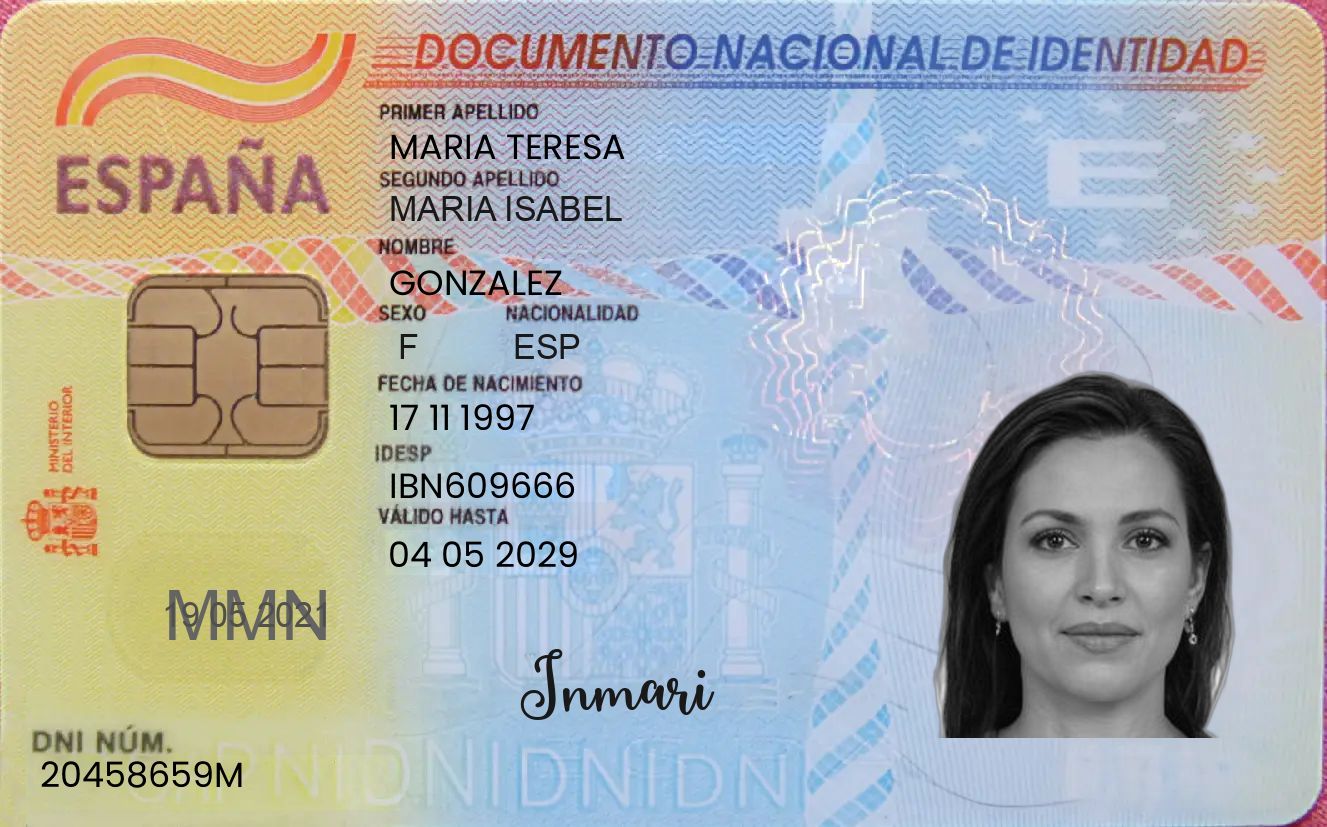 DOCUMENTO NACIONAL DE IDENTIDAD
ESPAÑA
PRIMER APELLIDO
MARIA TERESA
SEGUNDO APELLIDO
MARIA ISABEL
NOMBRE
GONZALEZ
SEXO NACIONALIDAD
F ESP
FECHA DE NACIMIENTO
17 11 1997
IDESP
IBN609666
VÁLIDO HASTA
04 05 2029
MINISTERIO
DEL INTERIOR
E
MMN
19 05 2021
Inmari
DNI NÚM.
20458659M
DNIDNIDNIDNI